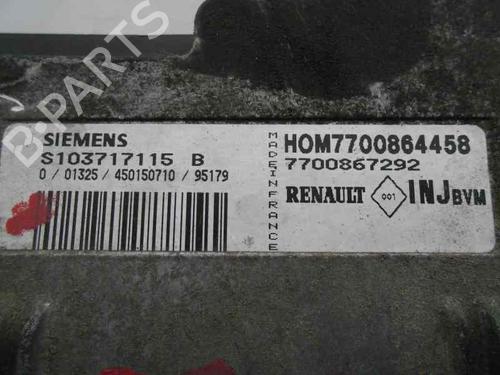 B-PARTS
SIEMENS
S103717115 B
0 / 01325 / 450150710 / 95179
MADE IN FRANCE
HOM7700864458
7700867292
RENAULT 001 INJ BVM